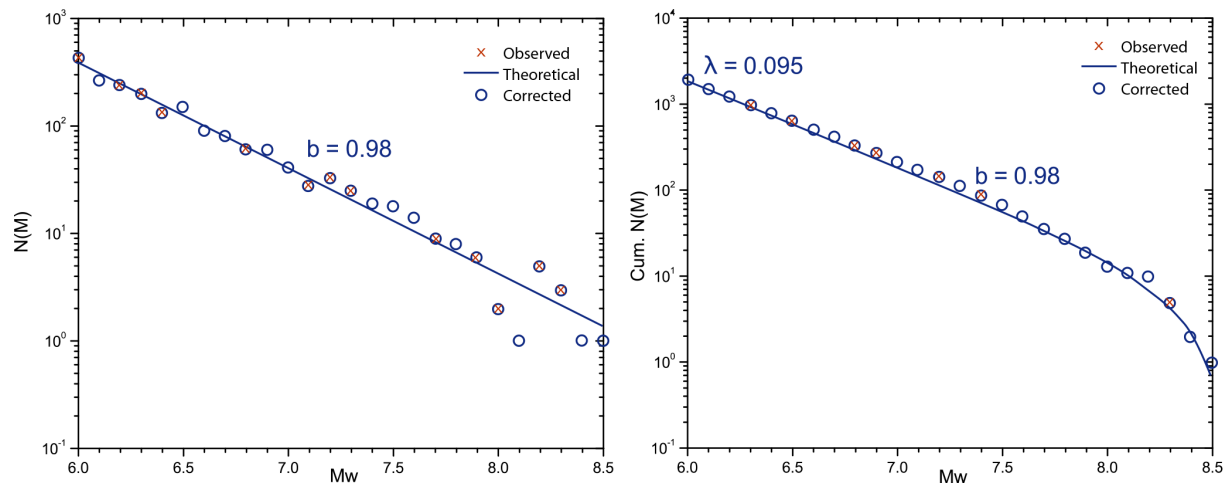 10³
10²
10¹
10⁰
10⁻¹
N(M)
× Observed
Theoretical
Corrected
b = 0.98
6.0 6.5 7.0 7.5 8.0 8.5
Mw
10⁴
10³
10²
10¹
10⁰
10⁻¹
Cum. N(M)
λ = 0.095
× Observed
Theoretical
Corrected
b = 0.98
6.0 6.5 7.0 7.5 8.0 8.5
Mw